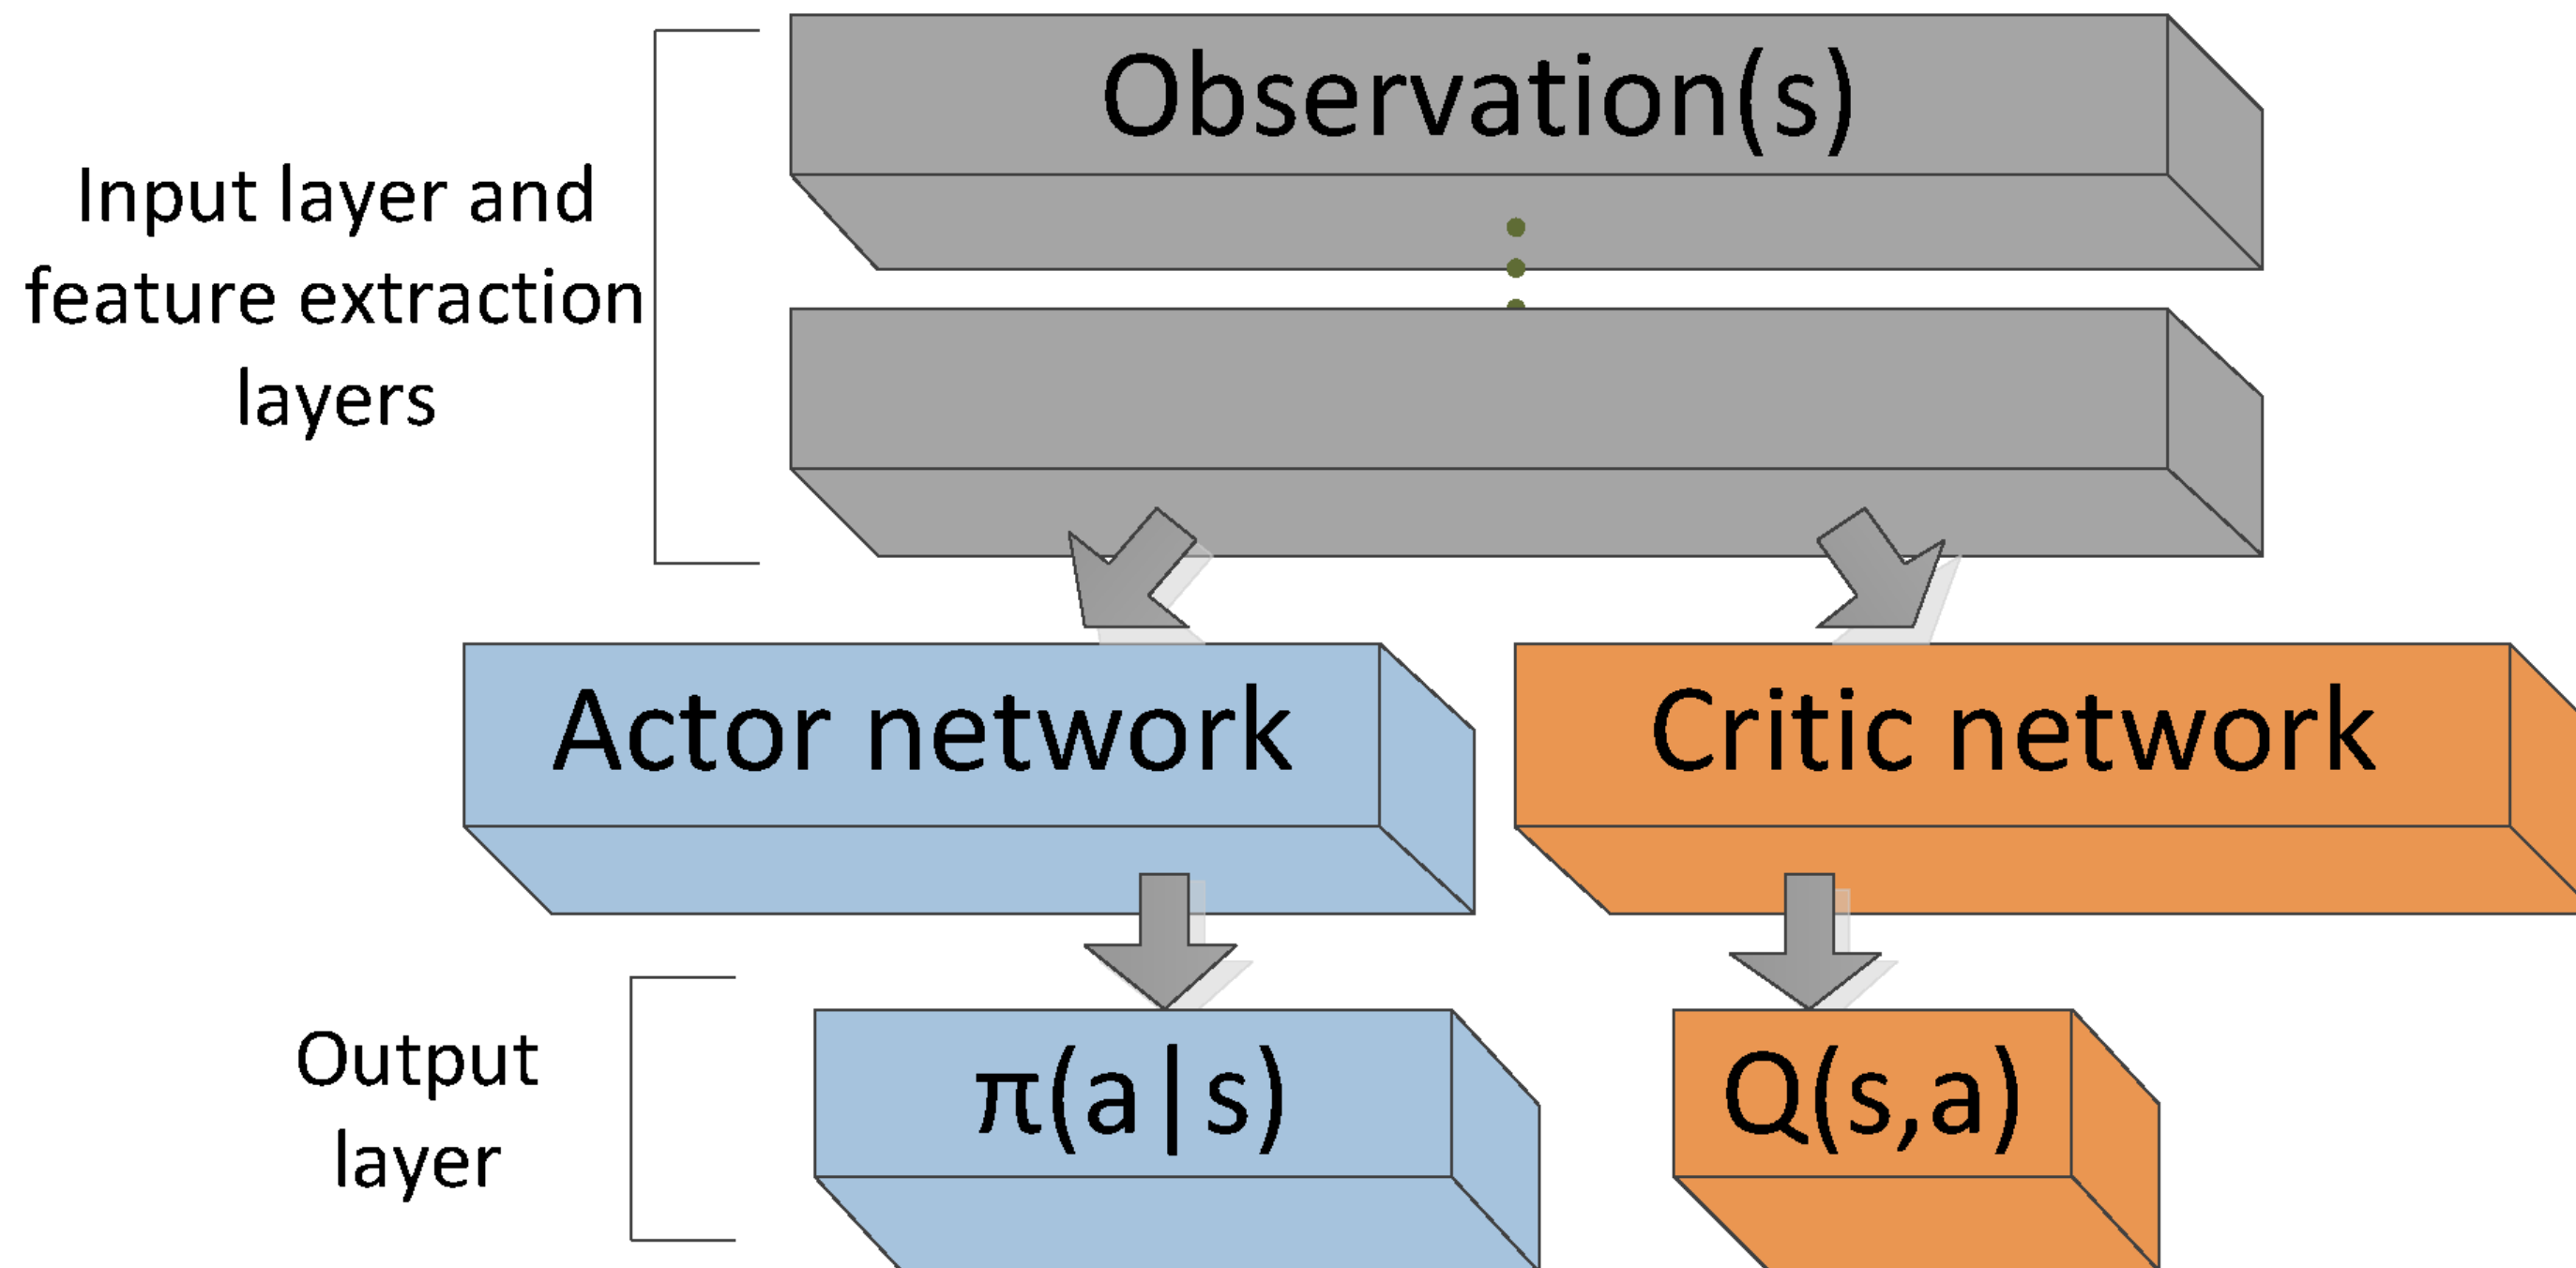 Observation(s)
Input layer and
feature extraction
layers
Actor network
Critic network
Output
layer
π(a|s)
Q(s,a)